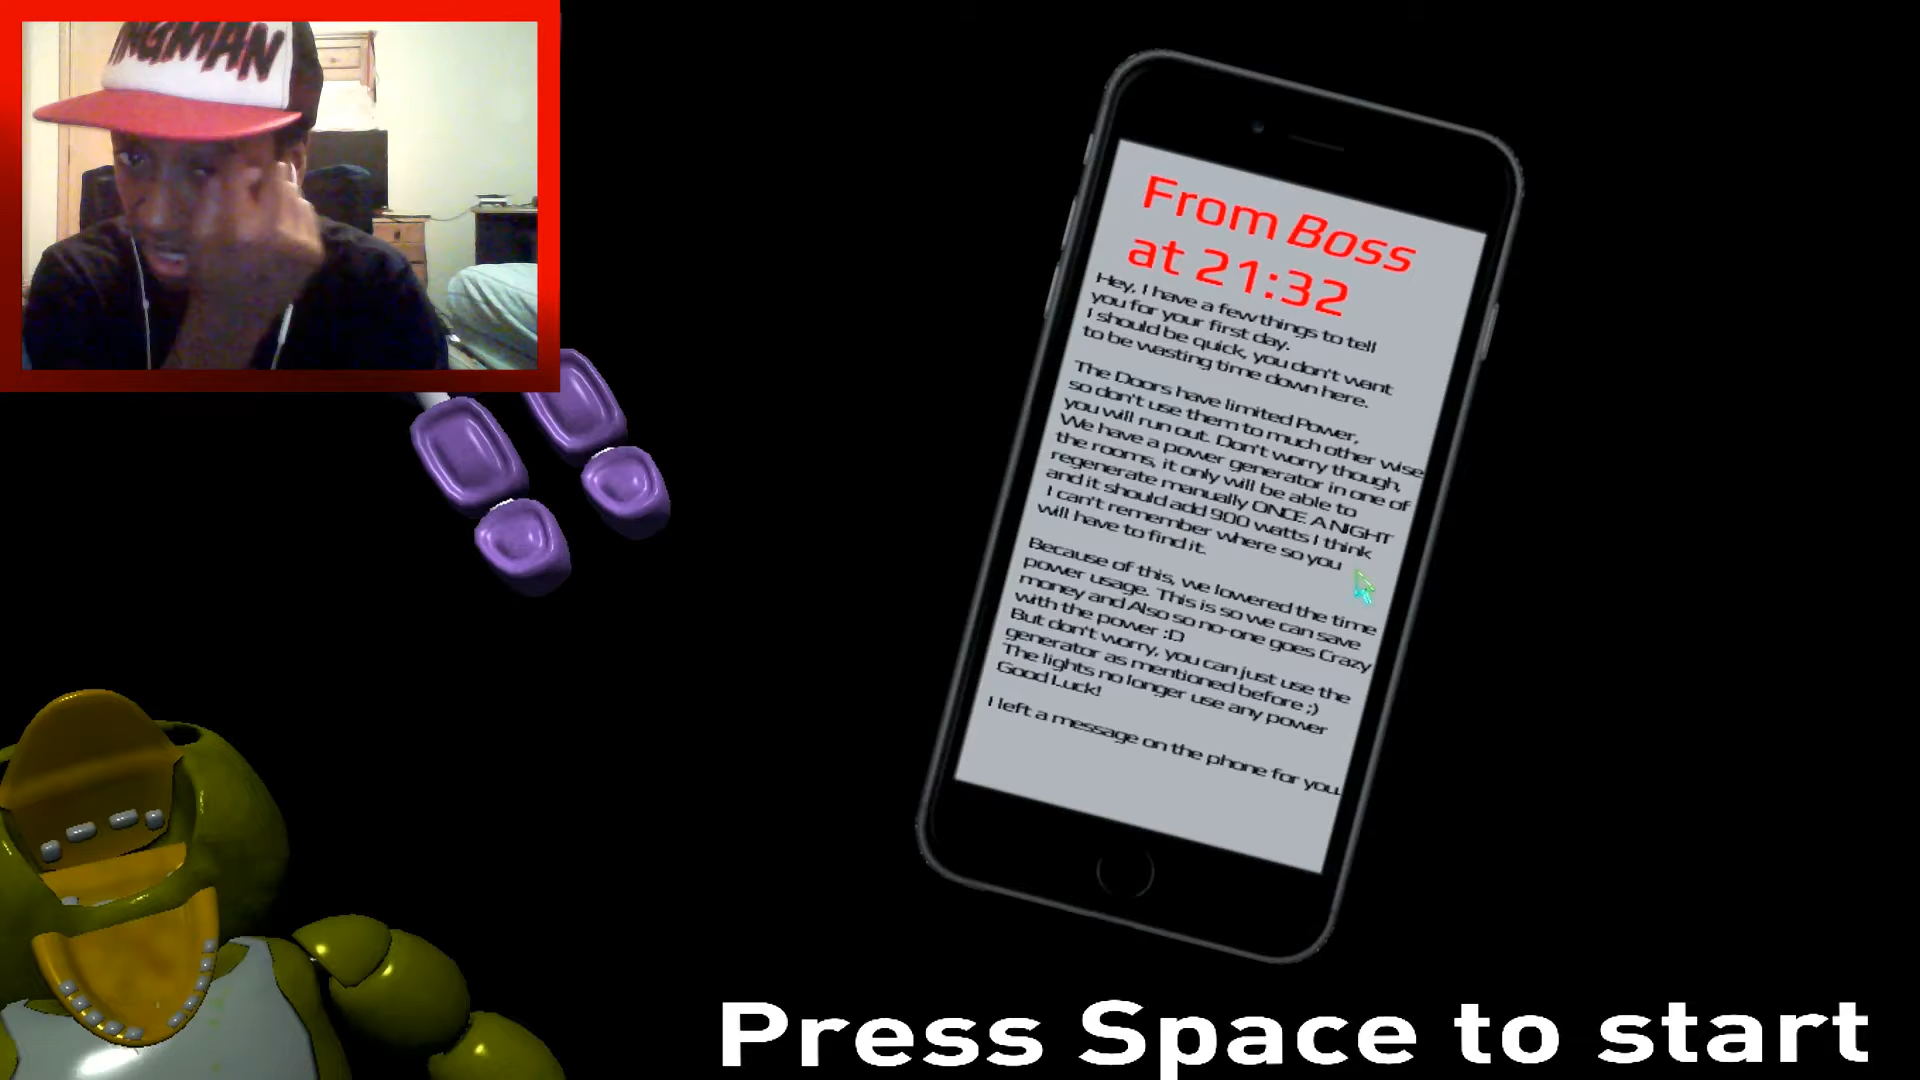 NGMAN
From Boss
at 21:32
Hey, I have a few things to tell
you for your first day.
I should be quick, you don't want
to be wasting time down here.
The Doors have limited Power,
so don't use them to much other wise
you will run out. Don't worry though,
We have a power generator in one of
the rooms, it only will be able to
regenerate manually ONCE A NIGHT
and it should add 900 watts I think
I can't remember where so you
will have to find it.
Because of this, we lowered the time
power usage. This is so we can save
money and Also so no-one goes Crazy
with the power :D
But don't worry, you can just use the
generator as mentioned before ;)
The lights no longer use any power
Good Luck!
I left a message on the phone for you.
Press Space to start